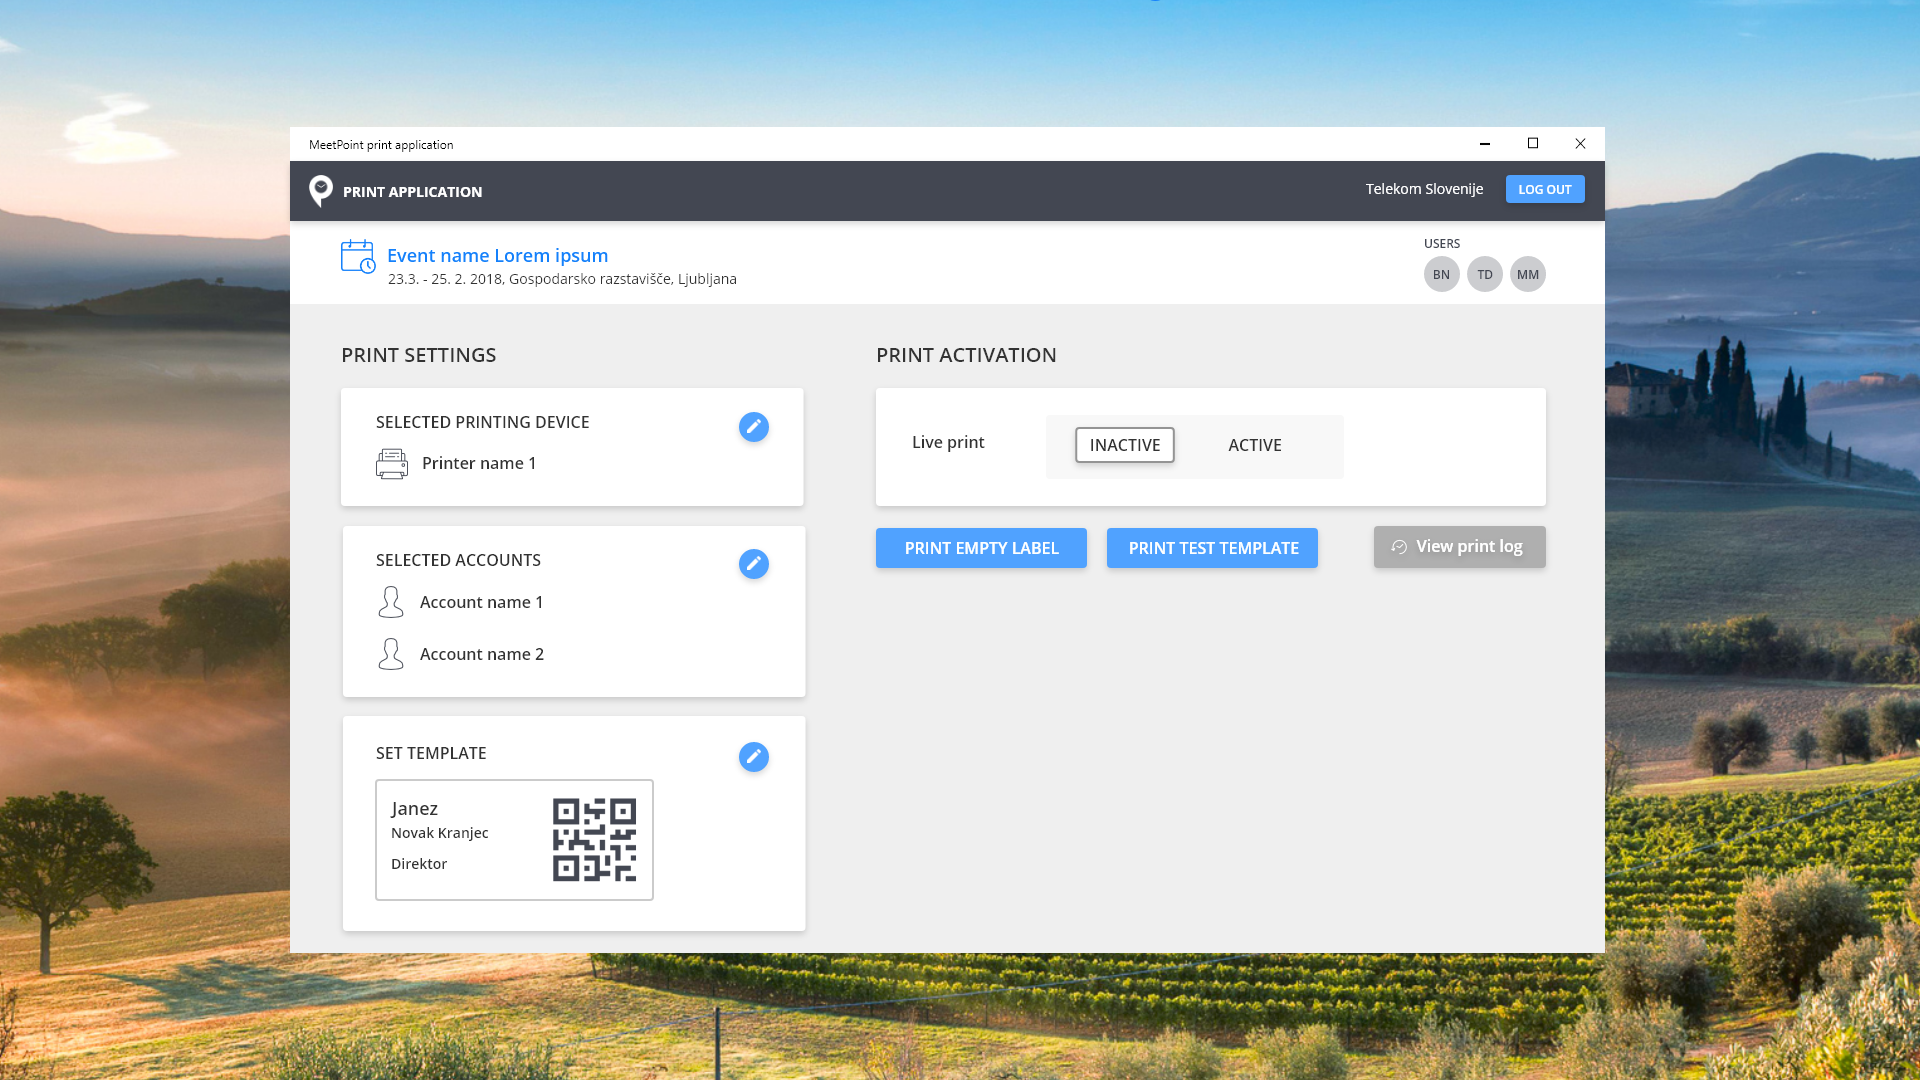 MeetPoint print application
PRINT APPLICATION
Telekom Slovenije
LOG OUT
Event name Lorem ipsum
23.3. - 25. 2. 2018, Gospodarsko razstavišče, Ljubljana
USERS
BN TD MM
PRINT SETTINGS
SELECTED PRINTING DEVICE
Printer name 1
SELECTED ACCOUNTS
Account name 1
Account name 2
SET TEMPLATE
Janez
Novak Kranjec
Direktor
PRINT ACTIVATION
Live print
INACTIVE ACTIVE
PRINT EMPTY LABEL
PRINT TEST TEMPLATE
View print log